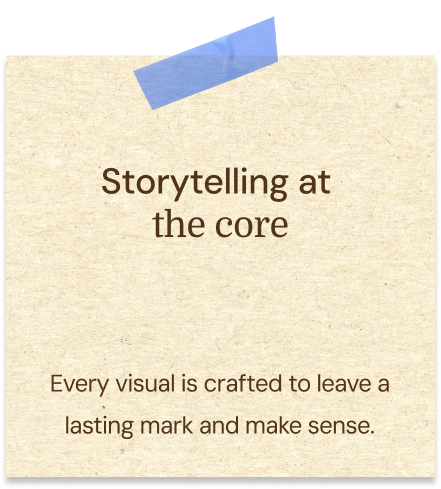 Storytelling at
the core
Every visual is crafted to leave a
lasting mark and make sense.